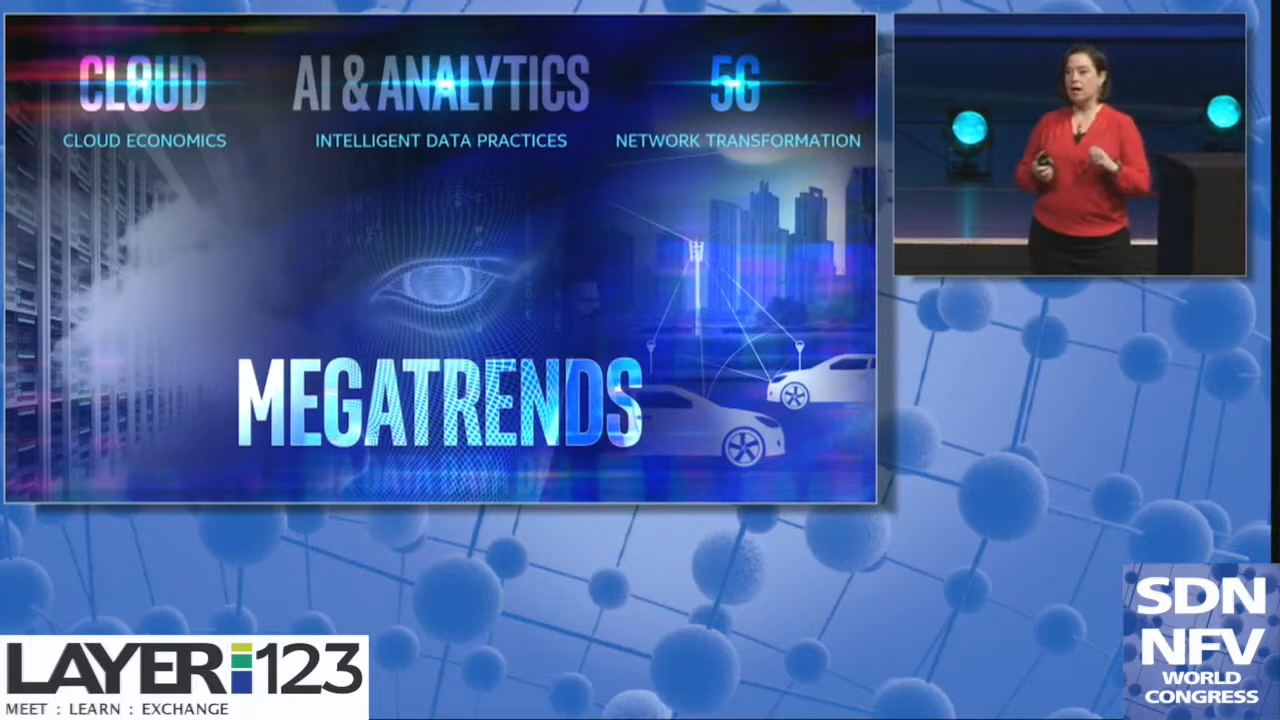 CLOUD
CLOUD ECONOMICS
AI & ANALYTICS
INTELLIGENT DATA PRACTICES
5G
NETWORK TRANSFORMATION
MEGATRENDS
LAYER123
MEET : LEARN : EXCHANGE
SDN
NFV
WORLD
CONGRESS